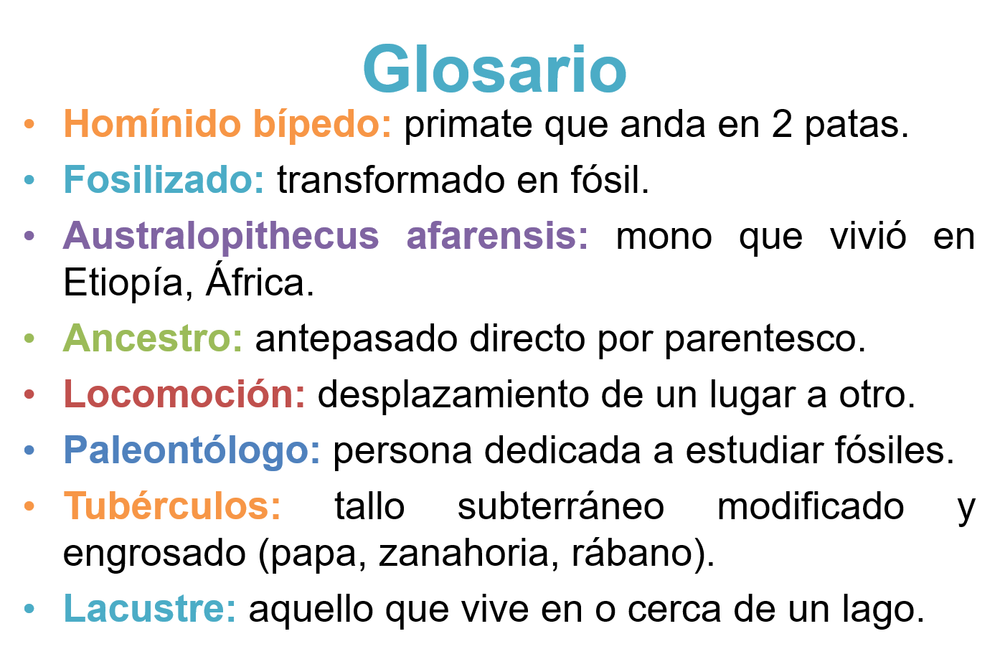 Glosario
• Homínido bípedo: primate que anda en 2 patas.
• Fosilizado: transformado en fósil.
• Australopithecus afarensis: mono que vivió en
Etiopía, África.
• Ancestro: antepasado directo por parentesco.
• Locomoción: desplazamiento de un lugar a otro.
• Paleontólogo: persona dedicada a estudiar fósiles.
• Tubérculos: tallo subterráneo modificado y
engrosado (papa, zanahoria, rábano).
• Lacustre: aquello que vive en o cerca de un lago.